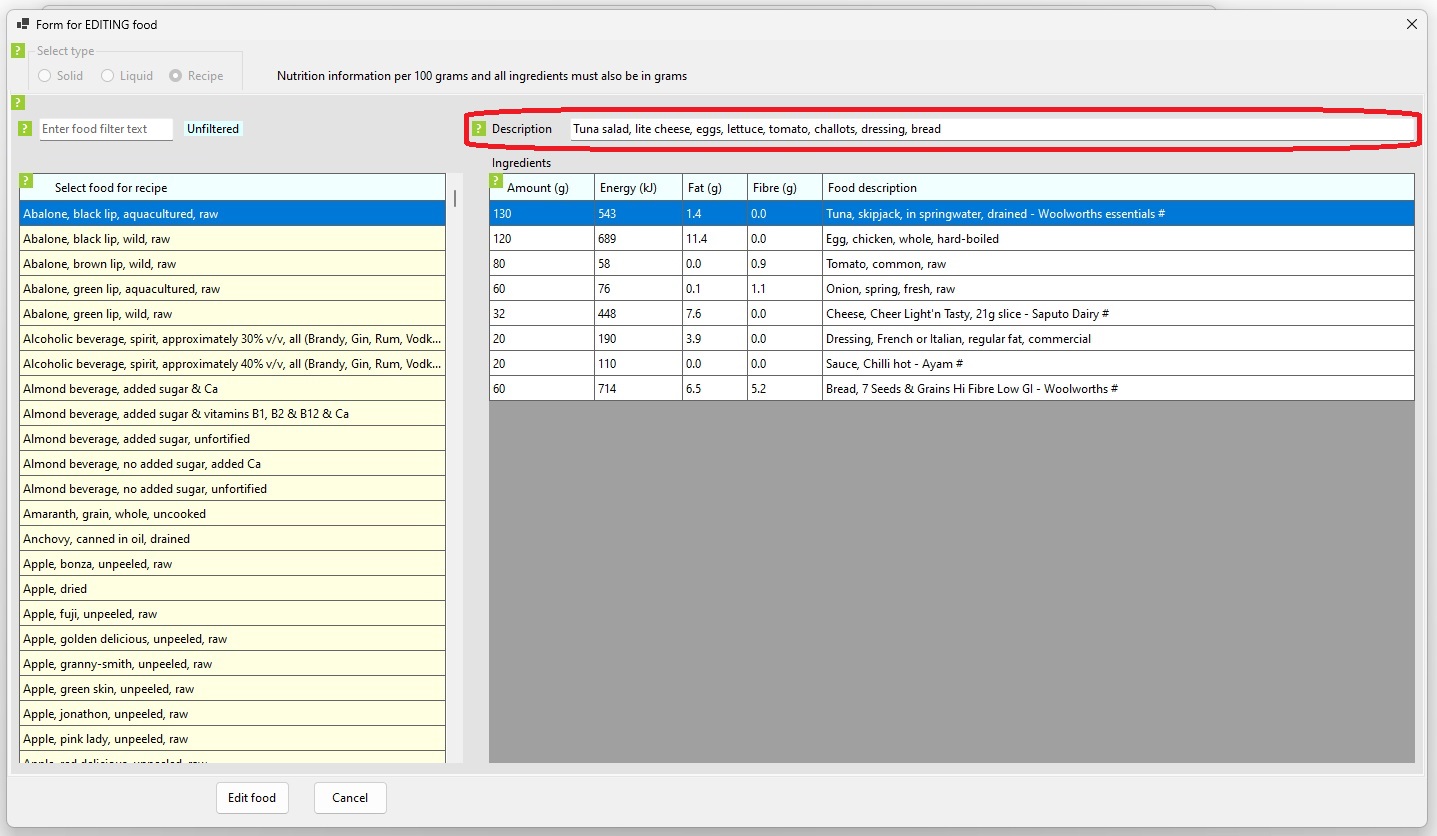 Form for EDITING food
? Select type
Solid Liquid Recipe
Nutrition information per 100 grams and all ingredients must also be in grams
?
? Enter food filter text Unfiltered
? Description Tuna salad, lite cheese, eggs, lettuce, tomato, challots, dressing, bread
Ingredients
? Select food for recipe
Abalone, black lip, aquacultured, raw
Abalone, black lip, wild, raw
Abalone, brown lip, wild, raw
Abalone, green lip, aquacultured, raw
Abalone, green lip, wild, raw
Alcoholic beverage, spirit, approximately 30% v/v, all (Brandy, Gin, Rum, Vodk...
Alcoholic beverage, spirit, approximately 40% v/v, all (Brandy, Gin, Rum, Vodk...
Almond beverage, added sugar & Ca
Almond beverage, added sugar & vitamins B1, B2 & B12 & Ca
Almond beverage, added sugar, unfortified
Almond beverage, no added sugar, added Ca
Almond beverage, no added sugar, unfortified
Amaranth, grain, whole, uncooked
Anchovy, canned in oil, drained
Apple, bonza, unpeeled, raw
Apple, dried
Apple, fuji, unpeeled, raw
Apple, golden delicious, unpeeled, raw
Apple, granny-smith, unpeeled, raw
Apple, green skin, unpeeled, raw
Apple, jonathon, unpeeled, raw
Apple, pink lady, unpeeled, raw
Apple, red delicious, unpeeled, raw
? Amount (g) Energy (kJ) Fat (g) Fibre (g) Food description
130 543 1.4 0.0 Tuna, skipjack, in springwater, drained - Woolworths essentials #
120 689 11.4 0.0 Egg, chicken, whole, hard-boiled
80 58 0.0 0.9 Tomato, common, raw
60 76 0.1 1.1 Onion, spring, fresh, raw
32 448 7.6 0.0 Cheese, Cheer Light'n Tasty, 21g slice - Saputo Dairy #
20 190 3.9 0.0 Dressing, French or Italian, regular fat, commercial
20 110 0.0 0.0 Sauce, Chilli hot - Ayam #
60 714 6.5 5.2 Bread, 7 Seeds & Grains Hi Fibre Low GI - Woolworths #
Edit food Cancel